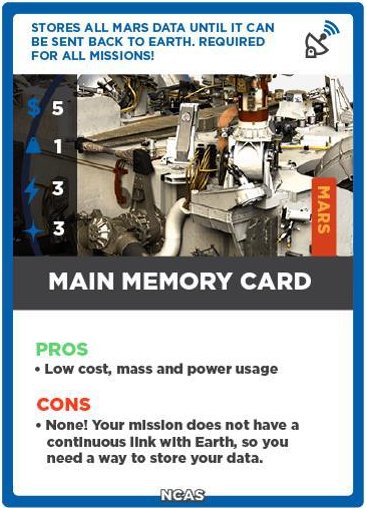 STORES ALL MARS DATA UNTIL IT CAN
BE SENT BACK TO EARTH. REQUIRED
FOR ALL MISSIONS!
$ 5
1
3
3
MARS
MAIN MEMORY CARD
PROS
• Low cost, mass and power usage
CONS
• None! Your mission does not have a
continuous link with Earth, so you
need a way to store your data.
NCAS